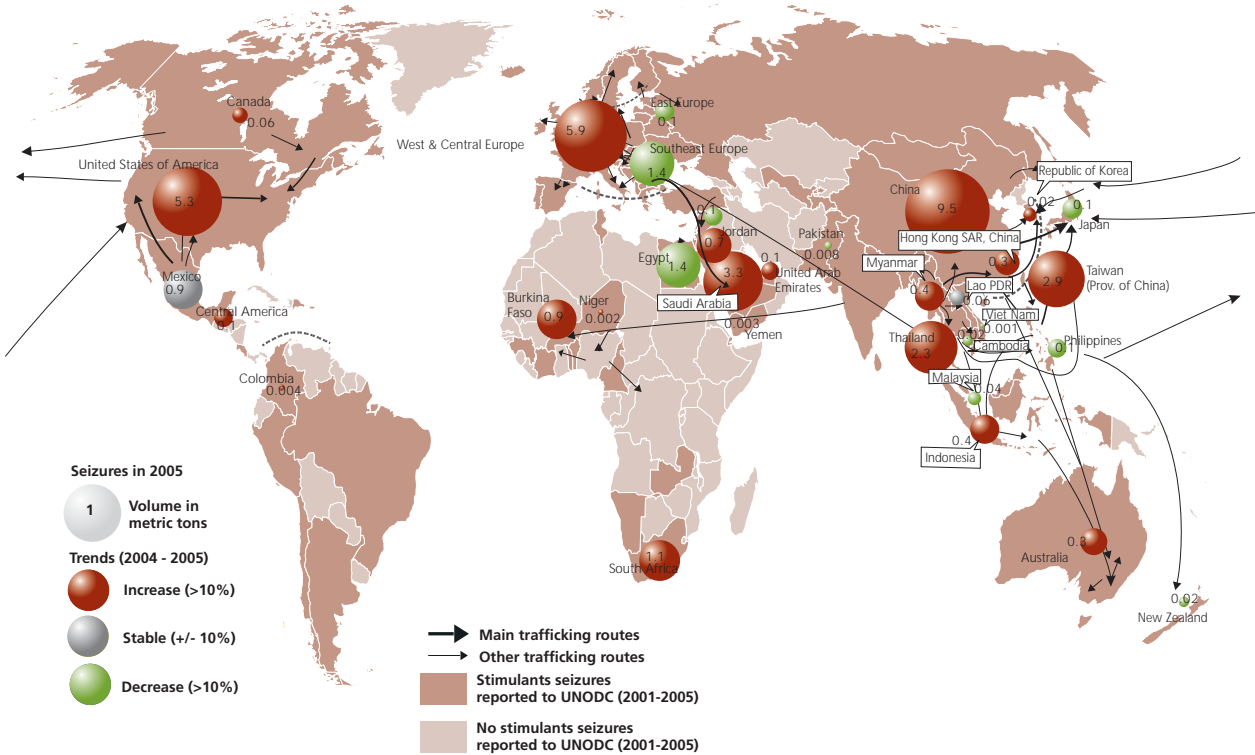 Canada
0.06
United States of America
5.3
Mexico
0.9
Central America
0.1
Colombia
0.004
West & Central Europe
5.9
East Europe
0.1
Southeast Europe
1.4
0.1
Jordan
0.7
Egypt
1.4
3.3
Saudi Arabia
0.1
United Arab
Emirates
Pakistan
0.008
0.003
Yemen
Burkina
Faso
0.9
Niger
0.002
1.1
South Africa
China
9.5
Republic of Korea
0.02
0.1
Japan
Hong Kong SAR, China
0.3
Myanmar
0.4
Lao PDR
0.06
Taiwan
(Prov. of China)
2.9
Viet Nam
0.001
0.02
Cambodia
Thailand
2.3
Philippines
Malaysia
0.04
0.4
Indonesia
0.3
Australia
0.02
New Zealand
Seizures in 2005
1
Volume in
metric tons
Trends (2004 - 2005)
Increase (>10%)
Stable (+/- 10%)
Decrease (>10%)
Main trafficking routes
Other trafficking routes
Stimulants seizures
reported to UNODC (2001-2005)
No stimulants seizures
reported to UNODC (2001-2005)